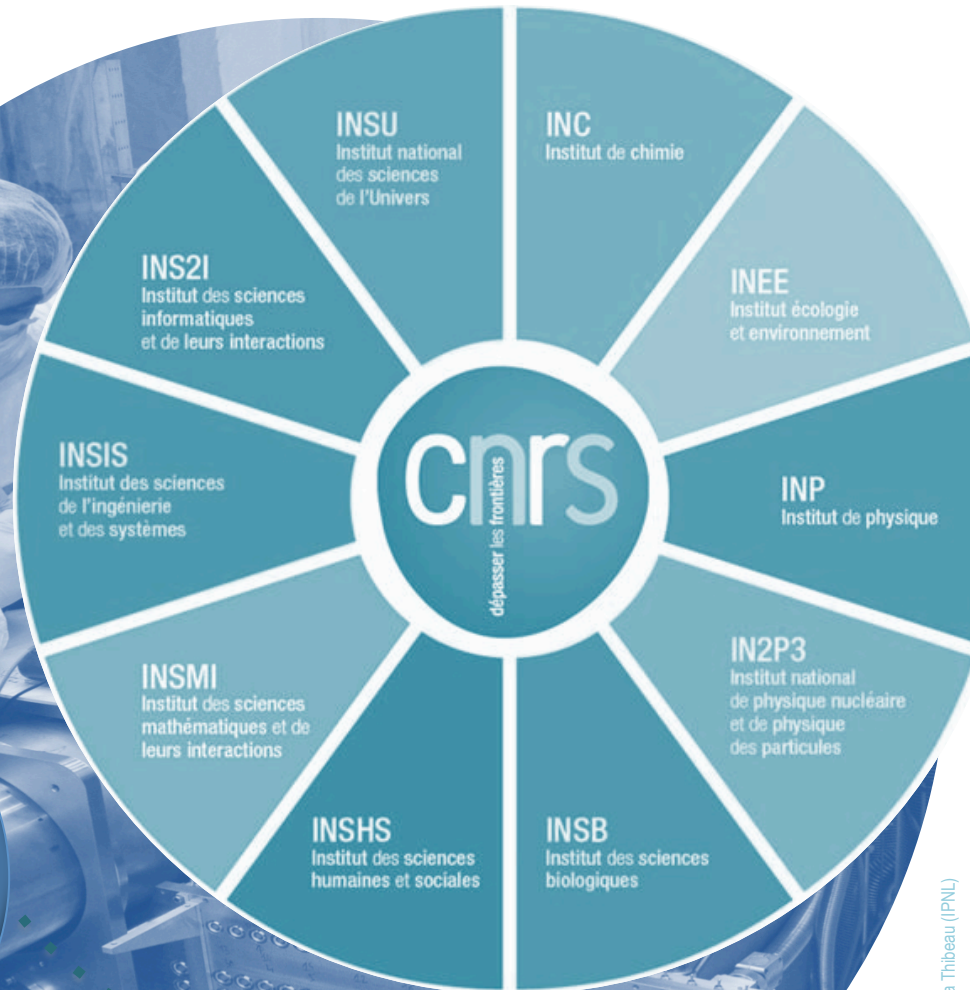 INSU
Institut national
des sciences
de l'Univers
INC
Institut de chimie
INEE
Institut écologie
et environnement
INP
Institut de physique
IN2P3
Institut national
de physique nucléaire
et de physique
des particules
INSB
Institut des sciences
biologiques
INSHS
Institut des sciences
humaines et sociales
INSMI
Institut des sciences
mathématiques et de
leurs interactions
INSIS
Institut des sciences
de l'ingénierie
et des systèmes
INS2I
Institut des sciences
informatiques
et de leurs interactions
cnrs
dépasser les frontières
Thibeau (IPNL)